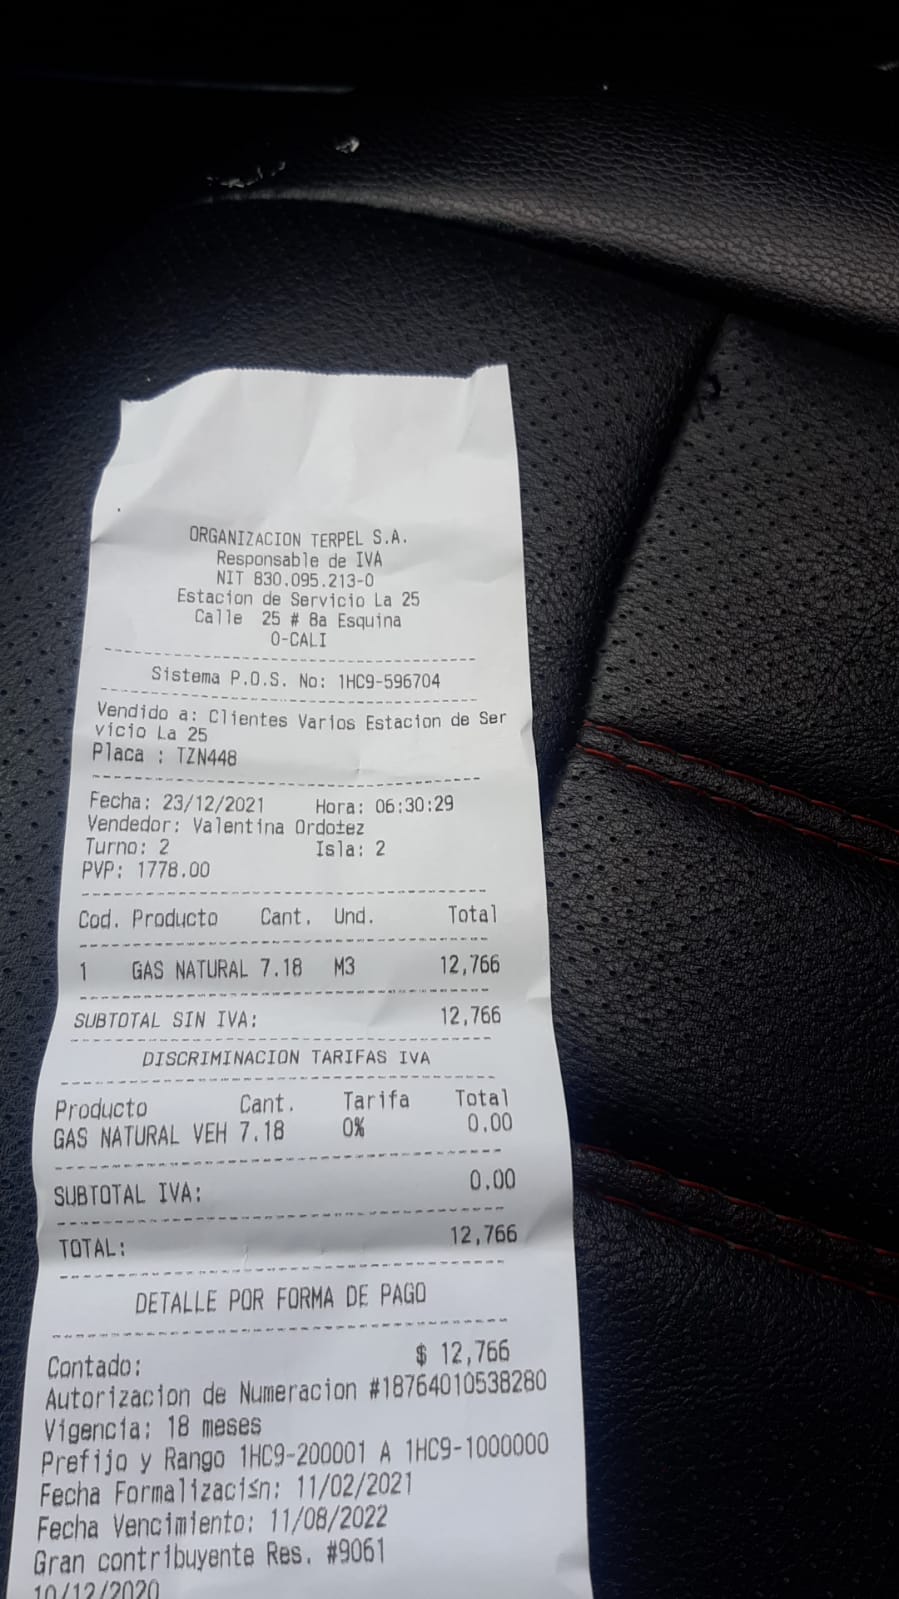 ORGANIZACION TERPEL S.A.
Responsable de IVA
NIT 830.095.213-0
Estacion de Servicio La 25
Calle 25 # 8a Esquina
0-CALI
Sistema P.O.S. No: 1HC9-596704
Vendido a: Clientes Varios Estacion de Ser
vicio La 25
Placa : TZN448
Fecha: 23/12/2021 Hora: 06:30:29
Vendedor: Valentina Ordo±ez
Turno: 2 Isla: 2
PVP: 1778.00
Cod. Producto Cant. Und. Total
1 GAS NATURAL 7.18 M3 12,766
SUBTOTAL SIN IVA: 12,766
DISCRIMINACION TARIFAS IVA
Producto Cant. Tarifa Total
GAS NATURAL VEH 7.18 0% 0.00
SUBTOTAL IVA: 0.00
TOTAL: 12,766
DETALLE POR FORMA DE PAGO
Contado: $ 12,766
Autorizacion de Numeracion #18764010538280
Vigencia: 18 meses
Prefijo y Rango 1HC9-200001 A 1HC9-1000000
Fecha Formalizaci≤n: 11/02/2021
Fecha Vencimiento: 11/08/2022
Gran contribuyente Res. #9061
10/12/2020